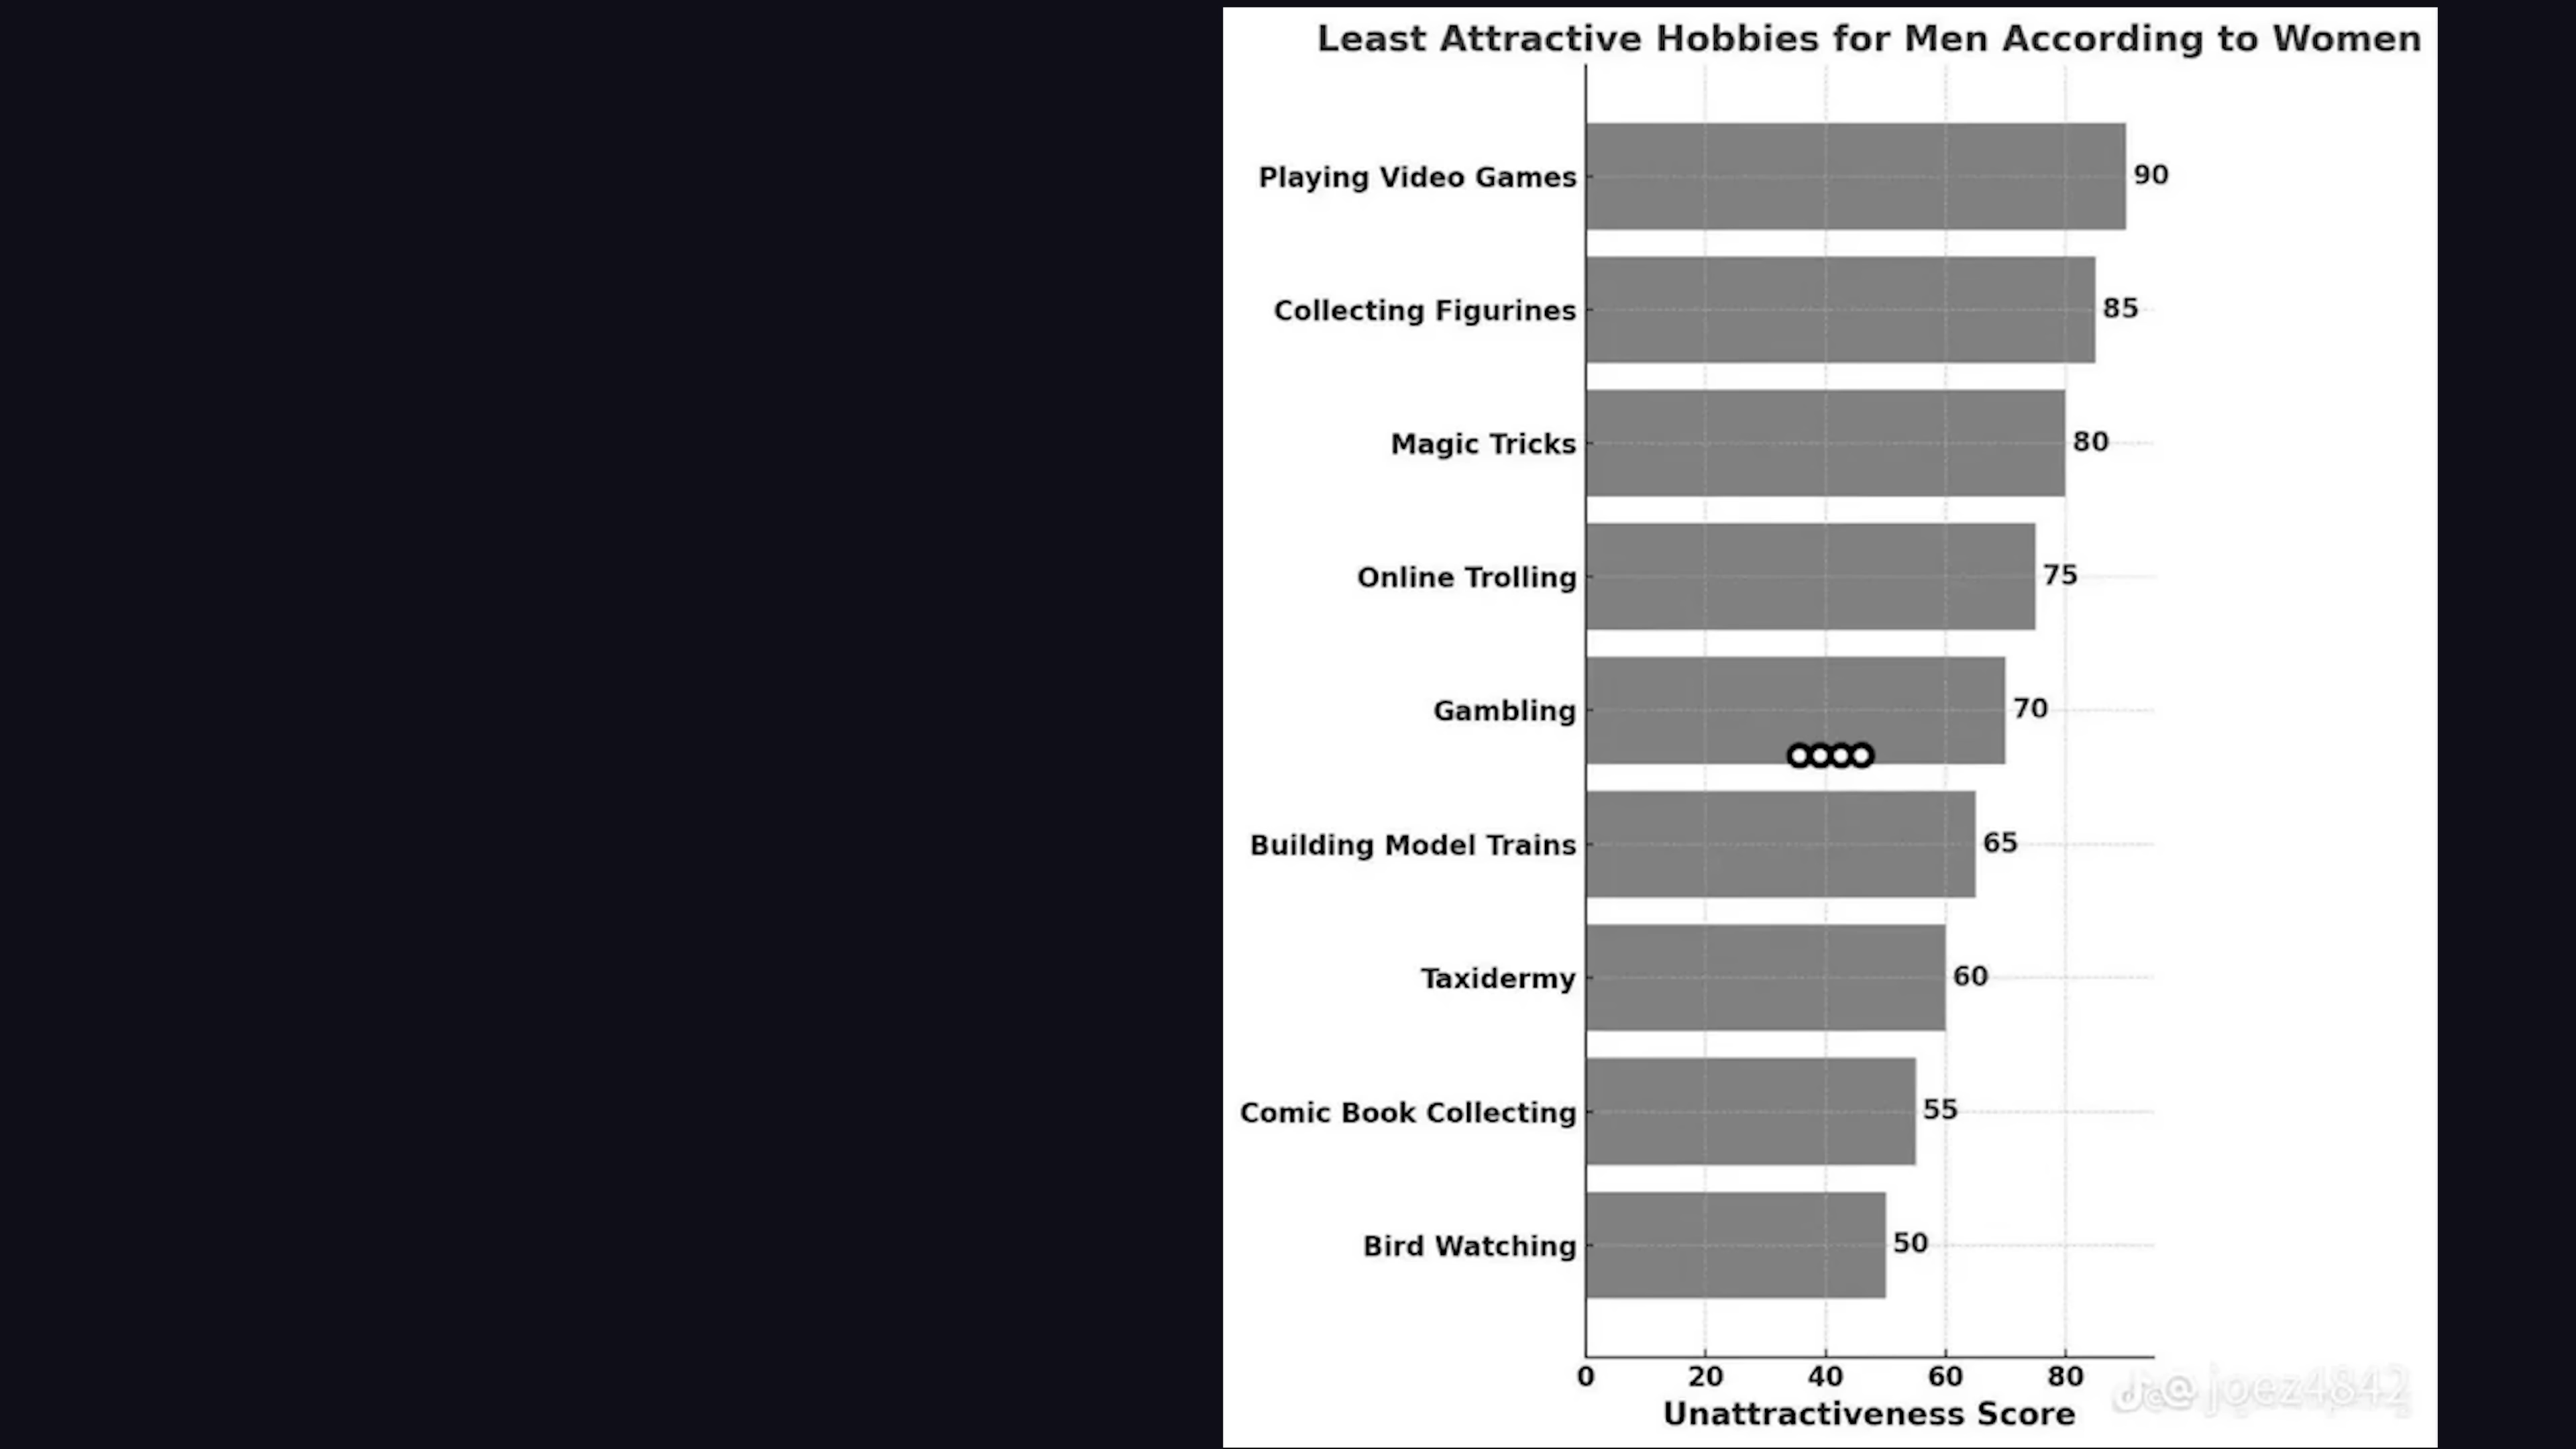 Least Attractive Hobbies for Men According to Women
Playing Video Games 90
Collecting Figurines 85
Magic Tricks 80
Online Trolling 75
Gambling 70
Building Model Trains 65
Taxidermy 60
Comic Book Collecting 55
Bird Watching 50
0 20 40 60 80
Unattractiveness Score
@joez4842